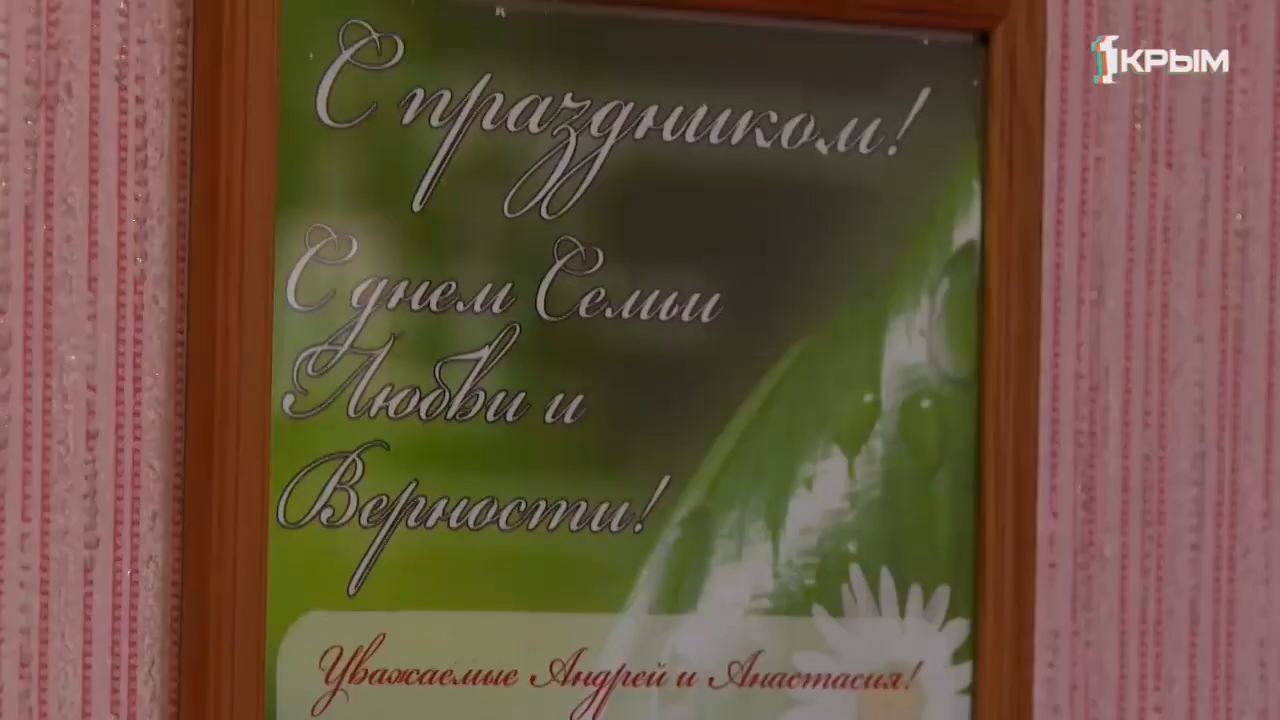 1КРЫМ
С праздником!
С днем Семьи
Любви и
Верности!
Уважаемые Андрей и Анастасия!